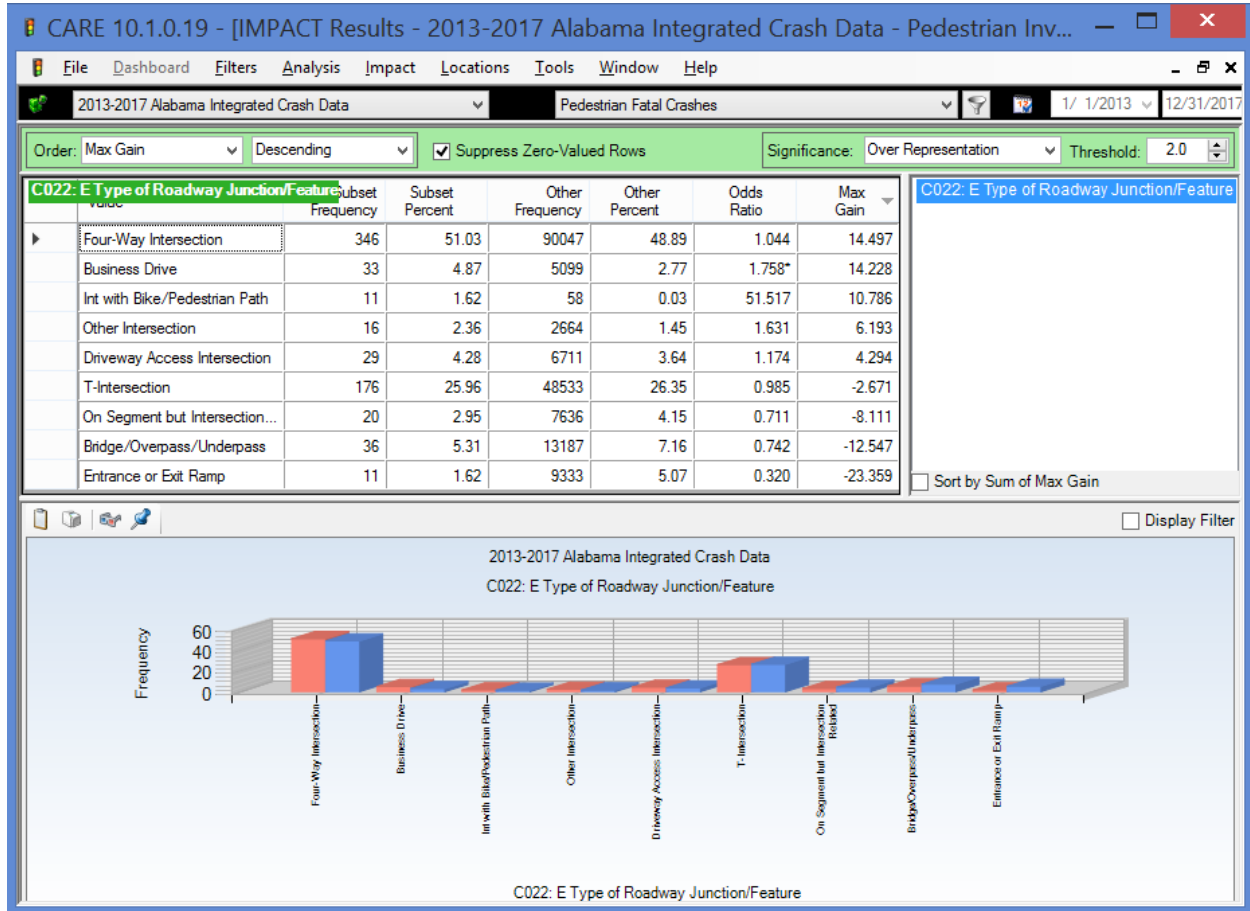 CARE 10.1.0.19 - [IMPACT Results - 2013-2017 Alabama Integrated Crash Data - Pedestrian Inv...
File Dashboard Filters Analysis Impact Locations Tools Window Help
2013-2017 Alabama Integrated Crash Data Pedestrian Fatal Crashes 12 1/ 1/2013 12/31/2017
Order: Max Gain Descending Suppress Zero-Valued Rows Significance: Over Representation Threshold: 2.0
C022: E Type of Roadway Junction/Feature Subset Frequency Subset Percent Other Frequency Other Percent Odds Ratio Max Gain C022: E Type of Roadway Junction/Feature
Four-Way Intersection 346 51.03 90047 48.89 1.044 14.497
Business Drive 33 4.87 5099 2.77 1.758* 14.228
Int with Bike/Pedestrian Path 11 1.62 58 0.03 51.517 10.786
Other Intersection 16 2.36 2664 1.45 1.631 6.193
Driveway Access Intersection 29 4.28 6711 3.64 1.174 4.294
T-Intersection 176 25.96 48533 26.35 0.985 -2.671
On Segment but Intersection... 20 2.95 7636 4.15 0.711 -8.111
Bridge/Overpass/Underpass 36 5.31 13187 7.16 0.742 -12.547
Entrance or Exit Ramp 11 1.62 9333 5.07 0.320 -23.359
Sort by Sum of Max Gain
Display Filter
2013-2017 Alabama Integrated Crash Data
C022: E Type of Roadway Junction/Feature
Frequency
60
40
20
0
Four-Way Intersection
Business Drive
Int with Bike/Pedestrian Path
Other Intersection
Driveway Access Intersection
T-Intersection
On Segment but Intersection
Related
Bridge/Overpass/Underpass
Entrance or Exit Ramp
C022: E Type of Roadway Junction/Feature